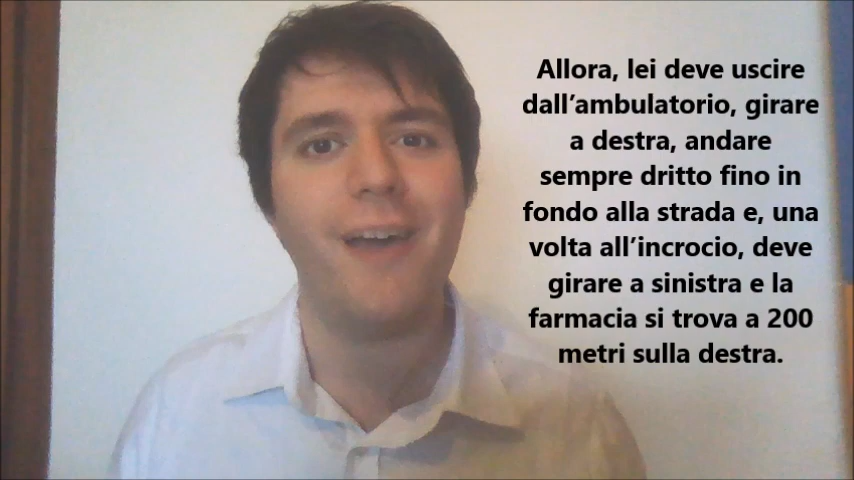 Allora, lei deve uscire
dall’ambulatorio, girare
a destra, andare
sempre dritto fino in
fondo alla strada e, una
volta all’incrocio, deve
girare a sinistra e la
farmacia si trova a 200
metri sulla destra.